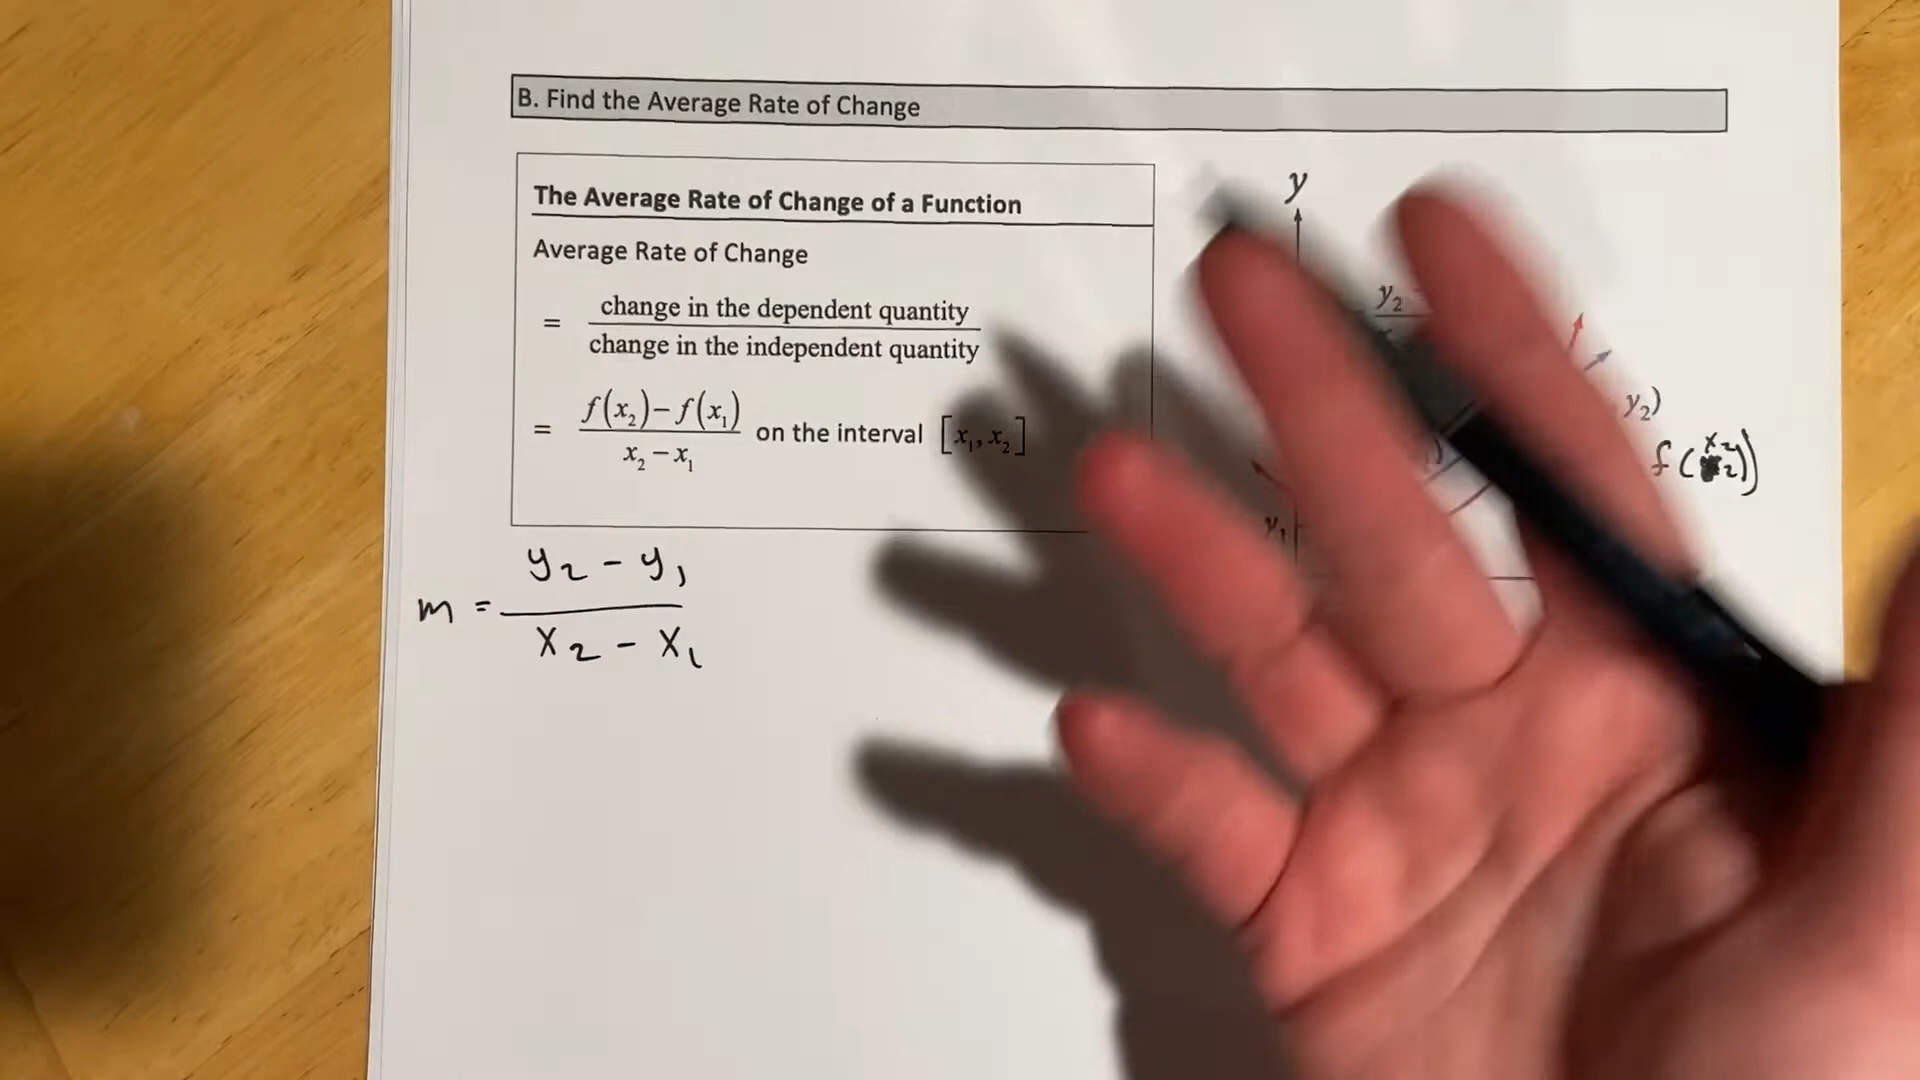 B. Find the Average Rate of Change
The Average Rate of Change of a Function
Average Rate of Change
= change in the dependent quantity
change in the independent quantity
= f(x₂) − f(x₁)
x₂ − x₁
on the interval [x₁, x₂]
m = y₂ - y₁
x₂ - x₁
y
y₂
y₂)
f(x₂))
y₁